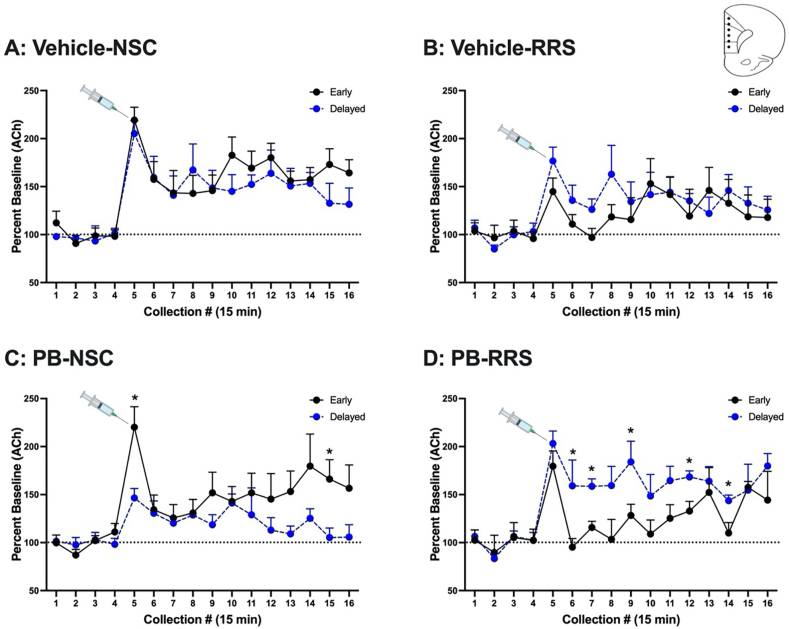 A: Vehicle-NSC
Percent Baseline (ACh)
250
200
150
100
50
Early
Delayed
1 2 3 4 5 6 7 8 9 10 11 12 13 14 15 16
Collection # (15 min)
B: Vehicle-RRS
Percent Baseline (ACh)
250
200
150
100
50
Early
Delayed
1 2 3 4 5 6 7 8 9 10 11 12 13 14 15 16
Collection # (15 min)
C: PB-NSC
Percent Baseline (ACh)
250
200
150
100
50
* *
Early
Delayed
1 2 3 4 5 6 7 8 9 10 11 12 13 14 15 16
Collection # (15 min)
D: PB-RRS
Percent Baseline (ACh)
250
200
150
100
50
* * * * *
Early
Delayed
1 2 3 4 5 6 7 8 9 10 11 12 13 14 15 16
Collection # (15 min)